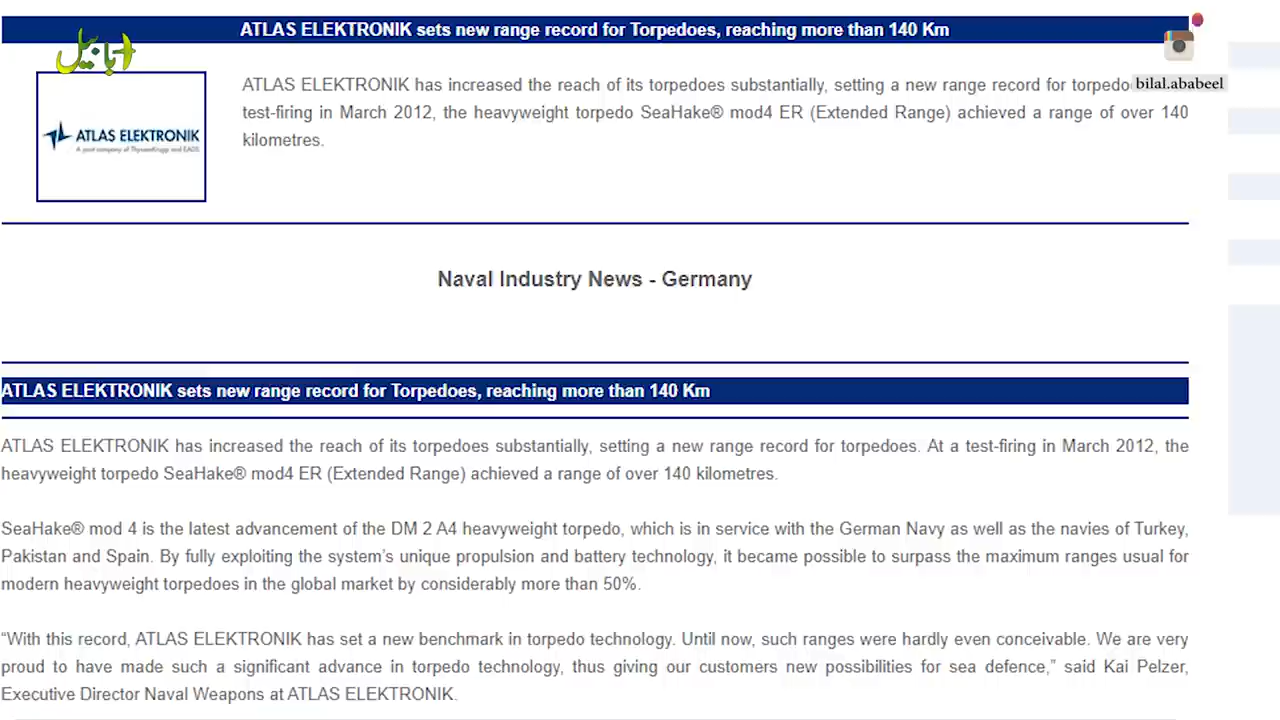 ATLAS ELEKTRONIK sets new range record for Torpedoes, reaching more than 140 Km
ابابیل
bilal.ababeel
ATLAS ELEKTRONIK
A joint company of ThyssenKrupp and EADS
ATLAS ELEKTRONIK has increased the reach of its torpedoes substantially, setting a new range record for torpedo
test-firing in March 2012, the heavyweight torpedo SeaHake® mod4 ER (Extended Range) achieved a range of over 140
kilometres.
Naval Industry News - Germany
ATLAS ELEKTRONIK sets new range record for Torpedoes, reaching more than 140 Km
ATLAS ELEKTRONIK has increased the reach of its torpedoes substantially, setting a new range record for torpedoes. At a test-firing in March 2012, the
heavyweight torpedo SeaHake® mod4 ER (Extended Range) achieved a range of over 140 kilometres.
SeaHake® mod 4 is the latest advancement of the DM 2 A4 heavyweight torpedo, which is in service with the German Navy as well as the navies of Turkey,
Pakistan and Spain. By fully exploiting the system's unique propulsion and battery technology, it became possible to surpass the maximum ranges usual for
modern heavyweight torpedoes in the global market by considerably more than 50%.
“With this record, ATLAS ELEKTRONIK has set a new benchmark in torpedo technology. Until now, such ranges were hardly even conceivable. We are very
proud to have made such a significant advance in torpedo technology, thus giving our customers new possibilities for sea defence,” said Kai Pelzer,
Executive Director Naval Weapons at ATLAS ELEKTRONIK.